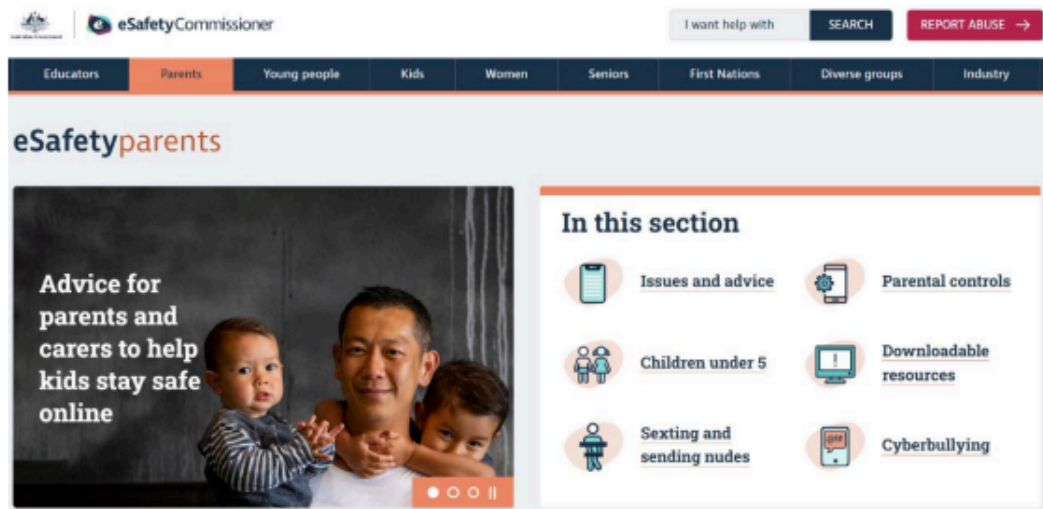 eSafetyCommissioner
I want help with
SEARCH
REPORT ABUSE
Educators
Parents
Young people
Kids
Women
Seniors
First Nations
Diverse groups
Industry
eSafetyparents
Advice for
parents and
carers to help
kids stay safe
online
In this section
Issues and advice
Parental controls
Children under 5
Downloadable
resources
Sexting and
sending nudes
Cyberbullying